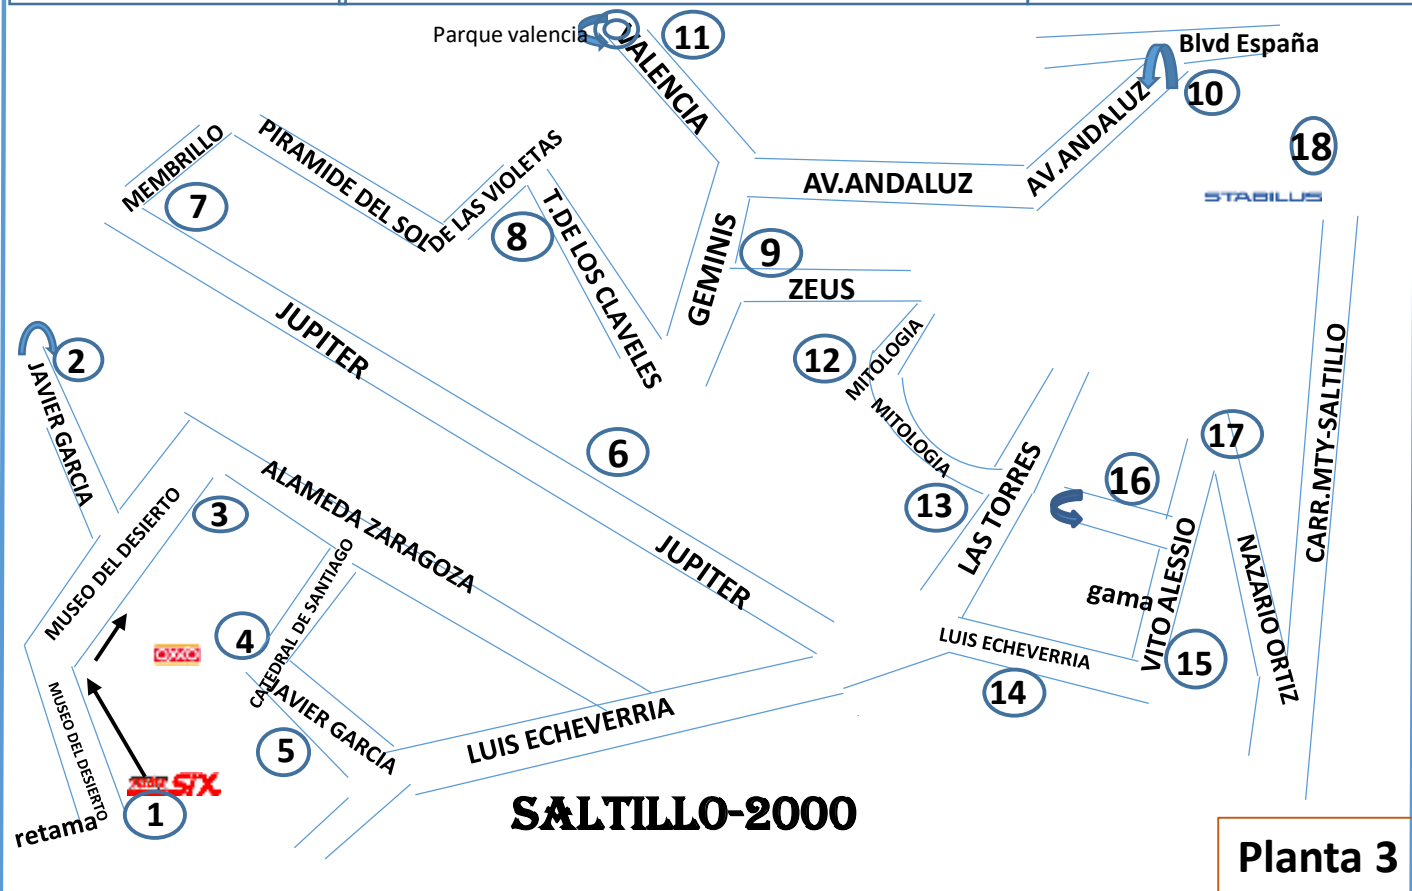 Parque valencia
VALENCIA
11
Blvd España
10
AV.ANDALUZ
18
STABILUS
MEMBRILLO
7
PIRAMIDE DEL SOL
DE LAS VIOLETAS
8
T.DE LOS CLAVELES
AV.ANDALUZ
GEMINIS
9
ZEUS
JUPITER
2
JAVIER GARCIA
12
MITOLOGIA
MITOLOGIA
13
6
LAS TORRES
16
17
CARR.MTY-SALTILLO
3
ALAMEDA ZARAGOZA
MUSEO DEL DESIERTO
JUPITER
gama
VITO ALESSIO
NAZARIO ORTIZ
OXXO
4
CATEDRAL DE SANTIAGO
LUIS ECHEVERRIA
15
14
MUSEO DEL DESIERTO
JAVIER GARCIA
5
LUIS ECHEVERRIA
STX
1
retama
SALTILLO-2000
Planta 3